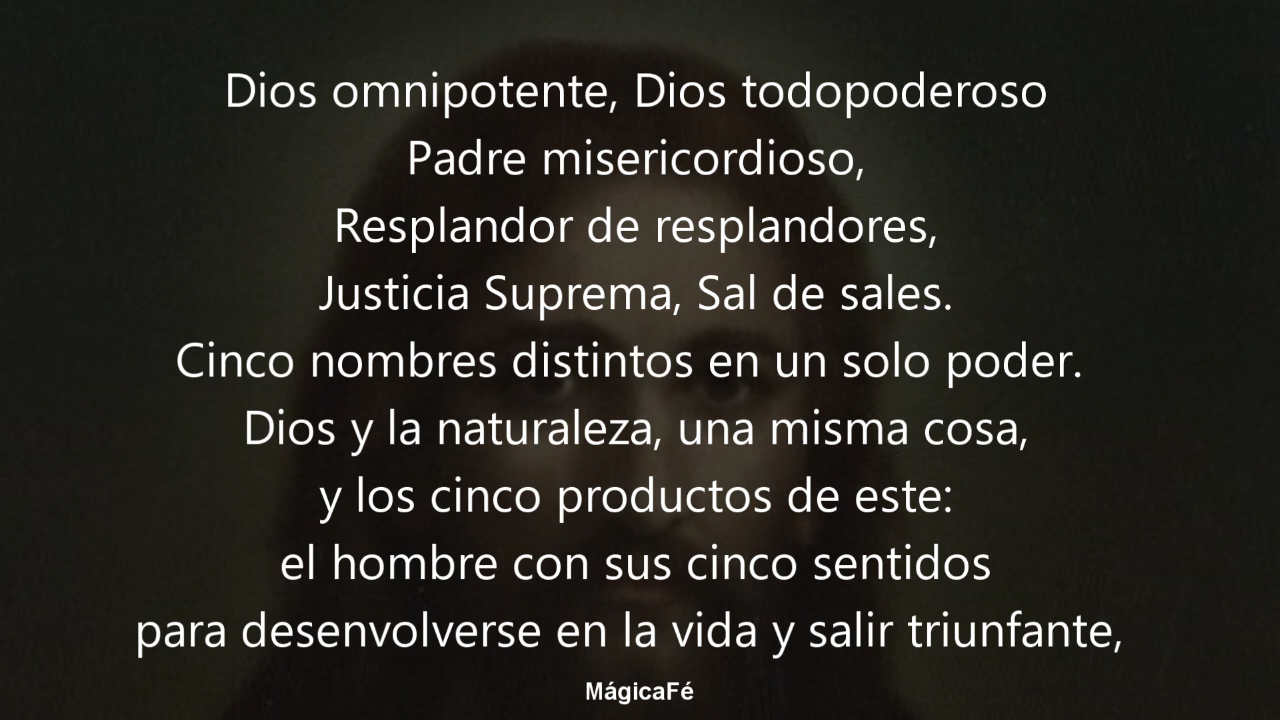 Dios omnipotente, Dios todopoderoso
Padre misericordioso,
Resplandor de resplandores,
Justicia Suprema, Sal de sales.
Cinco nombres distintos en un solo poder.
Dios y la naturaleza, una misma cosa,
y los cinco productos de este:
el hombre con sus cinco sentidos
para desenvolverse en la vida y salir triunfante,
MágicaFé